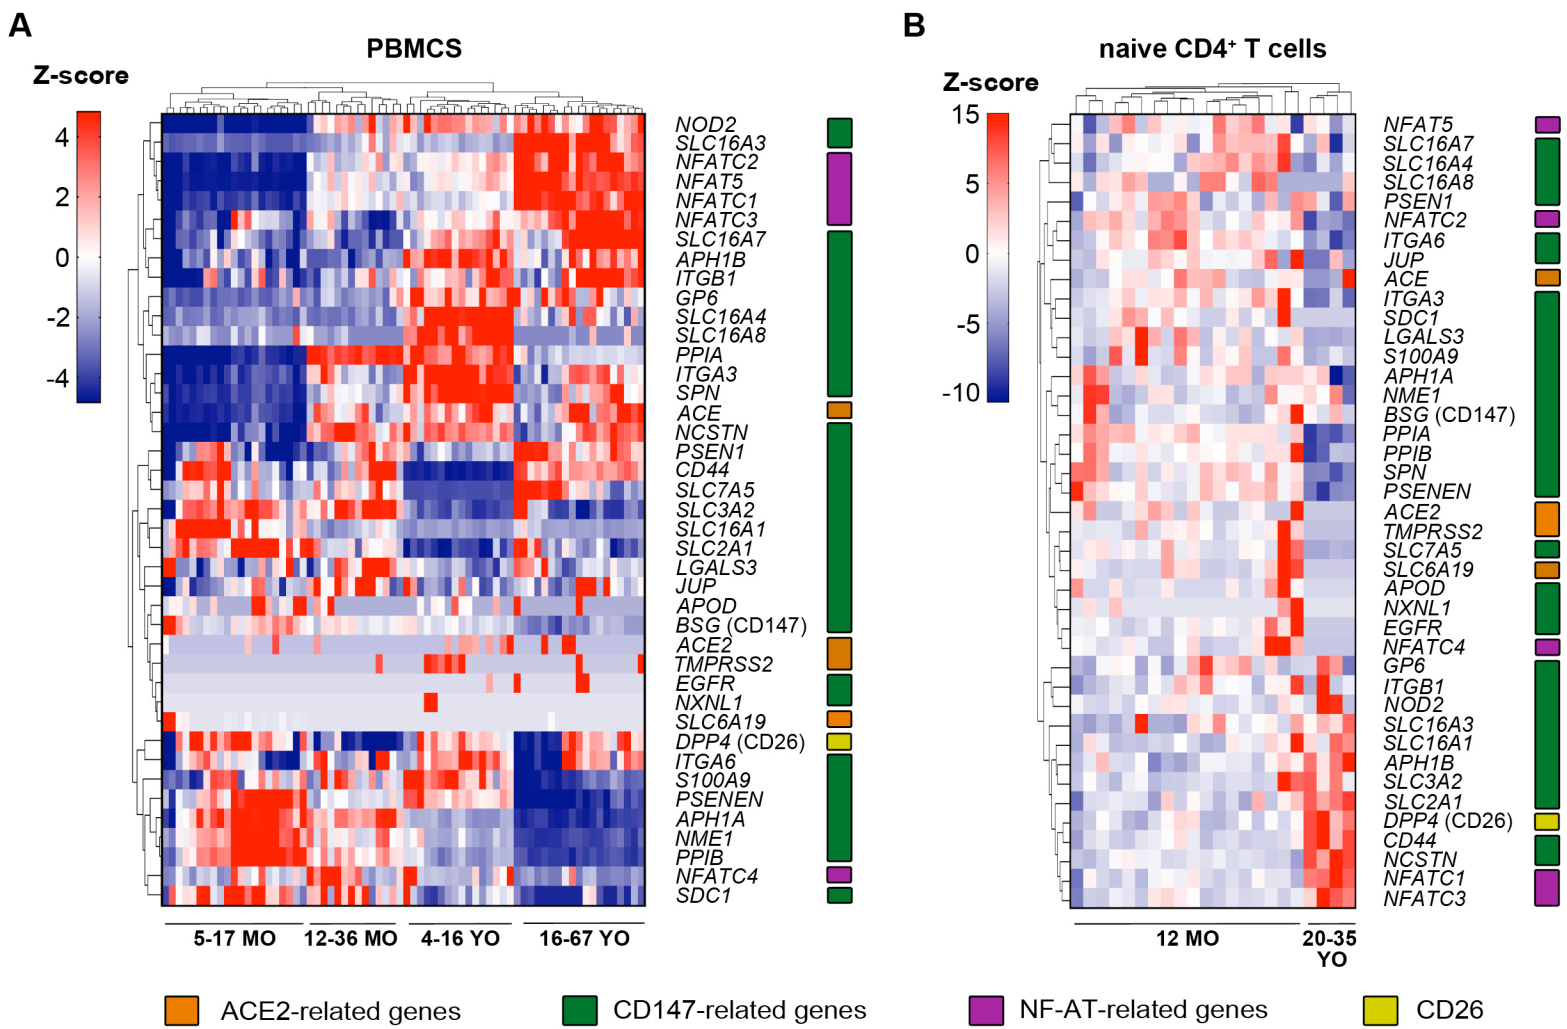 A
PBMCS
Z-score
4
2
0
-2
-4
NOD2
SLC16A3
NFATC2
NFAT5
NFATC1
NFATC3
SLC16A7
APH1B
ITGB1
GP6
SLC16A4
SLC16A8
PPIA
ITGA3
SPN
ACE
NCSTN
PSEN1
CD44
SLC7A5
SLC3A2
SLC16A1
SLC2A1
LGALS3
JUP
APOD
BSG (CD147)
ACE2
TMPRSS2
EGFR
NXNL1
SLC6A19
DPP4 (CD26)
ITGA6
S100A9
PSENEN
APH1A
NME1
PPIB
NFATC4
SDC1
5-17 MO
12-36 MO
4-16 YO
16-67 YO
B
naive CD4+ T cells
Z-score
15
5
0
-5
-10
NFAT5
SLC16A7
SLC16A4
SLC16A8
PSEN1
NFATC2
ITGA6
JUP
ACE
ITGA3
SDC1
LGALS3
S100A9
APH1A
NME1
BSG (CD147)
PPIA
PPIB
SPN
PSENEN
ACE2
TMPRSS2
SLC7A5
SLC6A19
APOD
NXNL1
EGFR
NFATC4
GP6
ITGB1
NOD2
SLC16A3
SLC16A1
APH1B
SLC3A2
SLC2A1
DPP4 (CD26)
CD44
NCSTN
NFATC1
NFATC3
12 MO
20-35
YO
ACE2-related genes
CD147-related genes
NF-AT-related genes
CD26